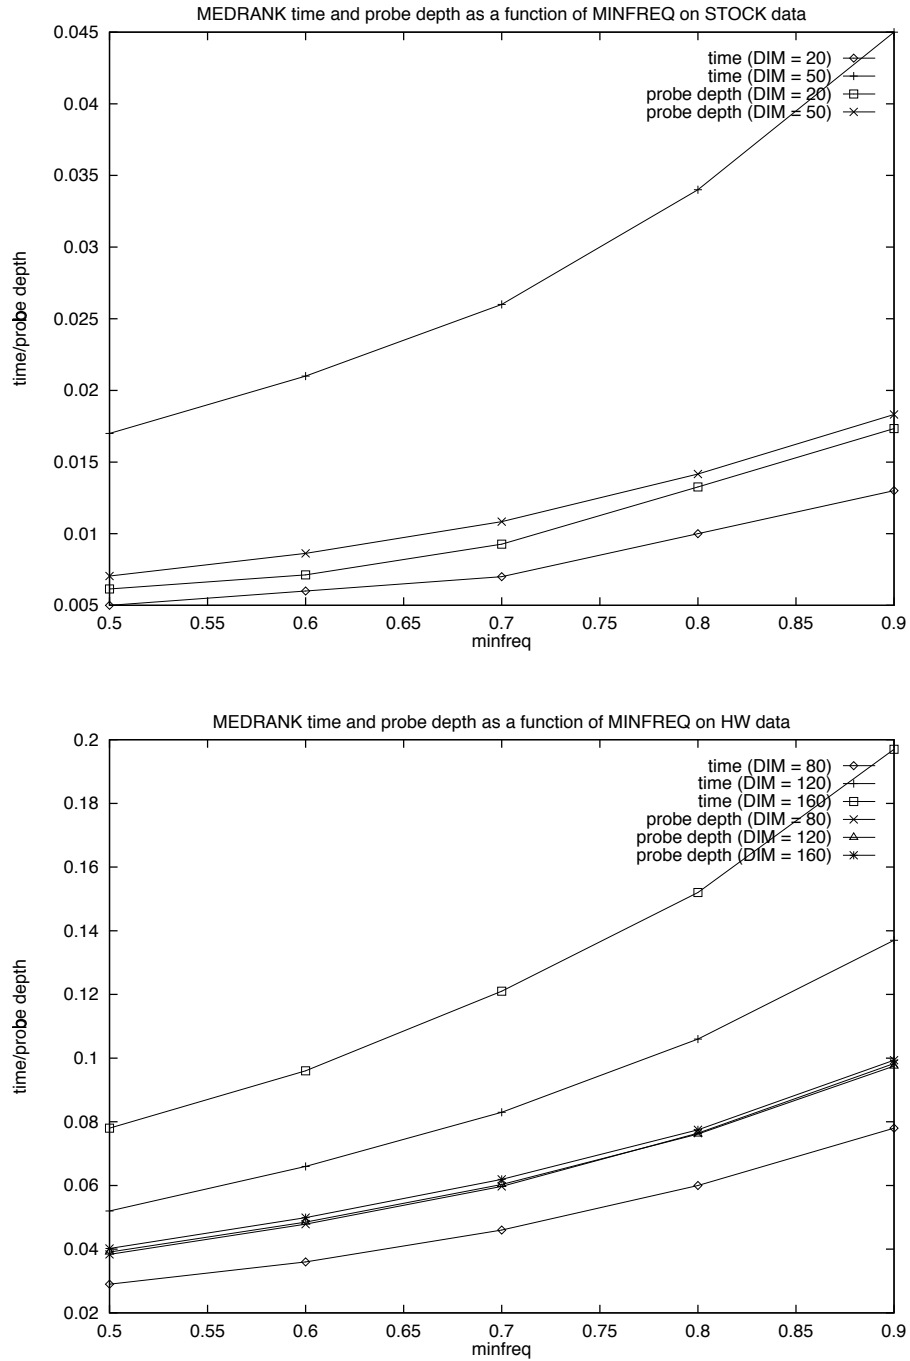 MEDRANK time and probe depth as a function of MINFREQ on STOCK data
0.045
time (DIM = 20)
time (DIM = 50)
0.04
probe depth (DIM = 20)
probe depth (DIM = 50)
0.035
0.03
time/probe depth
0.025
0.02
0.015
0.01
0.005
0.5 0.55 0.6 0.65 0.7 0.75 0.8 0.85 0.9
minfreq
MEDRANK time and probe depth as a function of MINFREQ on HW data
0.2
time (DIM = 80)
time (DIM = 120)
0.18
time (DIM = 160)
probe depth (DIM = 80)
probe depth (DIM = 120)
0.16
probe depth (DIM = 160)
0.14
0.12
time/probe depth
0.1
0.08
0.06
0.04
0.02
0.5 0.55 0.6 0.65 0.7 0.75 0.8 0.85 0.9
minfreq